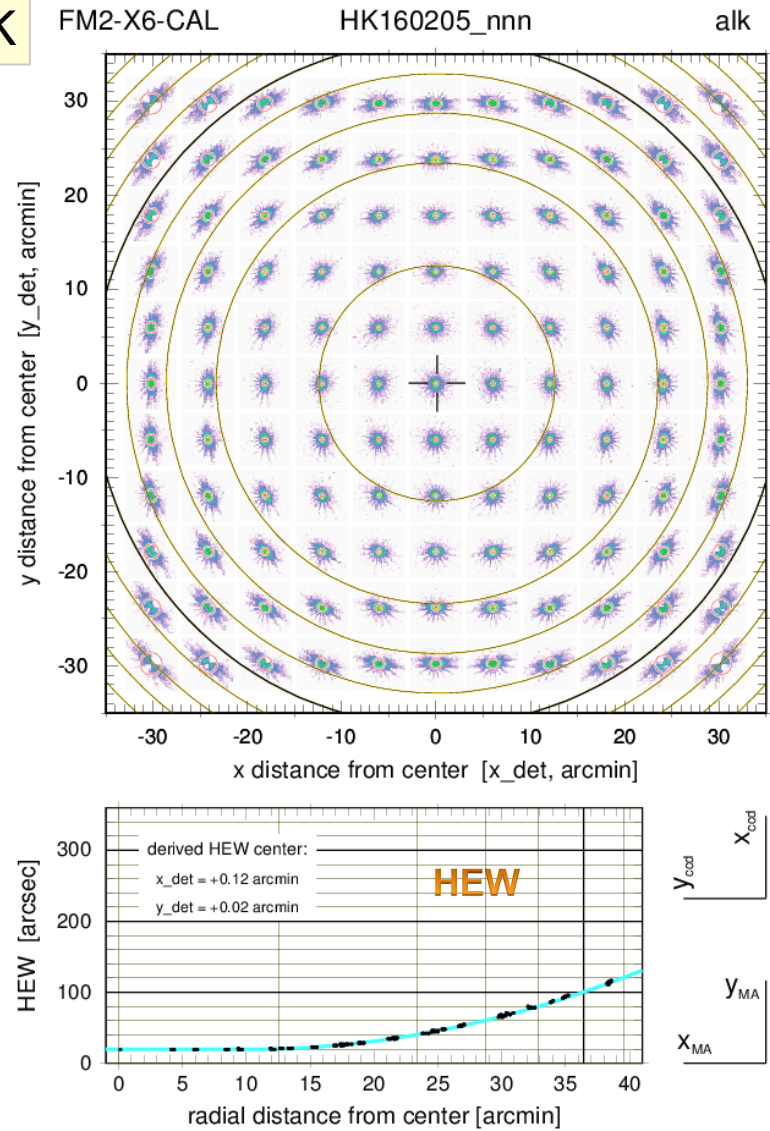 K
FM2-X6-CAL HK160205_nnn alk
30
20
10
0
-10
-20
-30
y distance from center [y_det, arcmin]
-30 -20 -10 0 10 20 30
x distance from center [x_det, arcmin]
300
200
100
0
HEW [arcsec]
derived HEW center:
x_det = +0.12 arcmin
y_det = +0.02 arcmin
HEW
0 5 10 15 20 25 30 35 40
radial distance from center [arcmin]
y_ccd
x_ccd
y_MA
x_MA